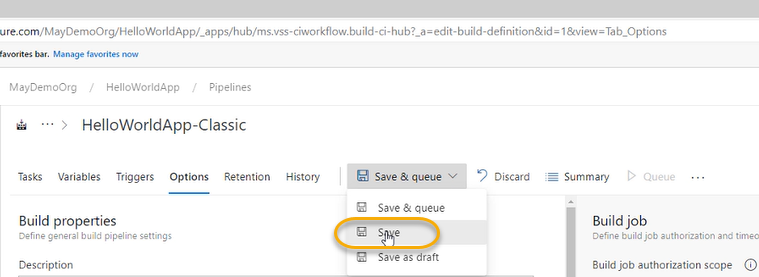 ure.com/MayDemoOrg/HelloWorldApp/_apps/hub/ms.vss-ciworkflow.build-ci-hub?_a=edit-build-definition&id=1&view=Tab_Options
favorites bar. Manage favorites now
MayDemoOrg / HelloWorldApp / Pipelines
··· > HelloWorldApp-Classic
Tasks Variables Triggers Options Retention History Save & queue Discard Summary Queue ···
Save & queue
Save
Save as draft
Build properties
Define general build pipeline settings
Description
Build job
Define build job authorization and timeo
Build job authorization scope